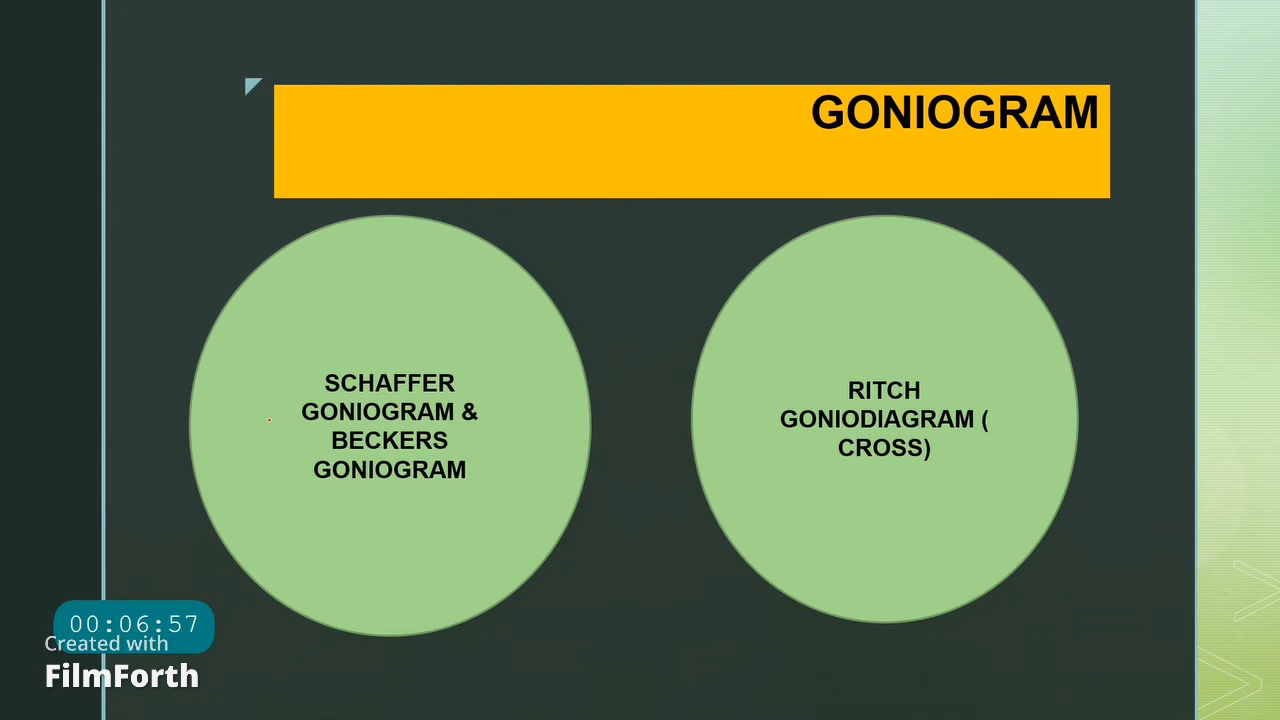 GONIOGRAM
SCHAFFER
GONIOGRAM &
BECKERS
GONIOGRAM
RITCH
GONIODIAGRAM (
CROSS)
00:06:57
Created with
FilmForth